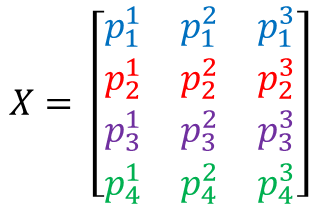 X = [p_1^1 p_1^2 p_1^3
p_2^1 p_2^2 p_2^3
p_3^1 p_3^2 p_3^3
p_4^1 p_4^2 p_4^3]